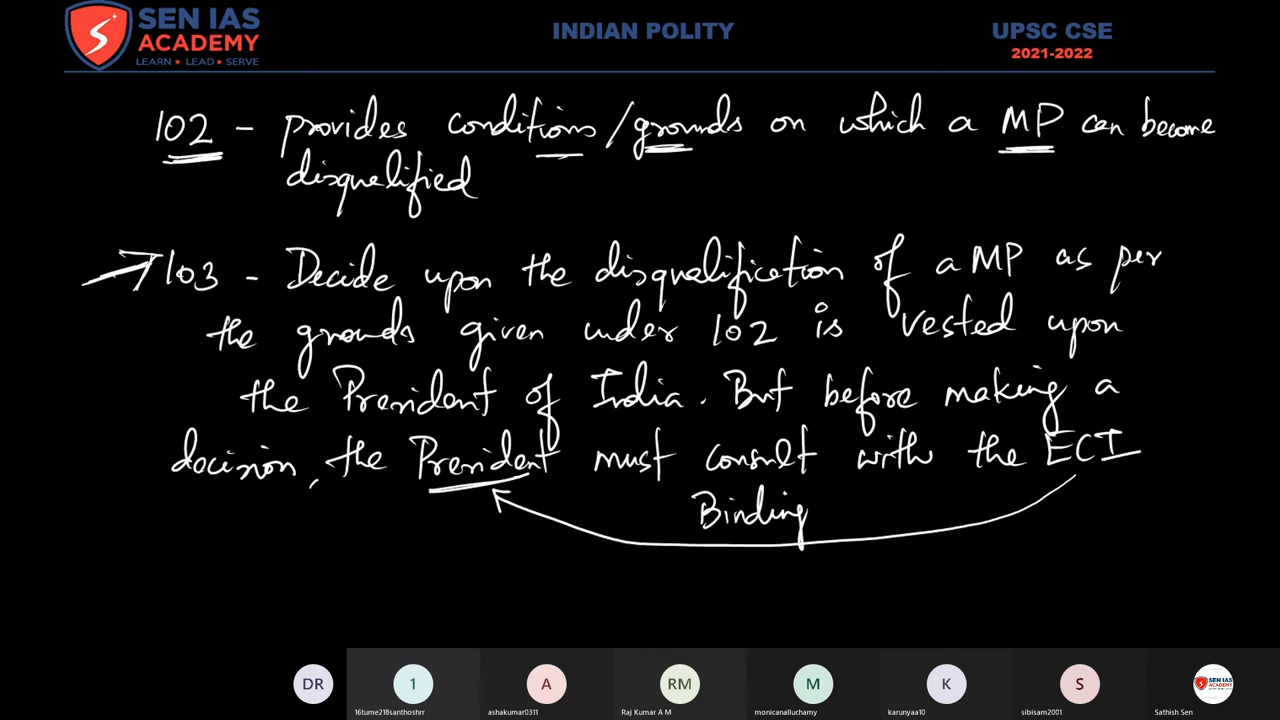 SEN IAS
ACADEMY
LEARN ★ LEAD ★ SERVE
INDIAN POLITY
UPSC CSE
2021-2022
102 - provides conditions/grounds on which a MP can become
disqualified
→ 103 - Decide upon the disqualification of a MP as per
the grounds given under 102 is vested upon
the President of India. But before making a
decision, the President must consult with the ECI
Binding
DR
1
A
RM
M
K
S
SEN IAS
ACADEMY
16tume218santhoshrr
ashakumar0311
Raj Kumar A M
monicanalluchamy
karunyaa10
sibisam2001
Sathish Sen